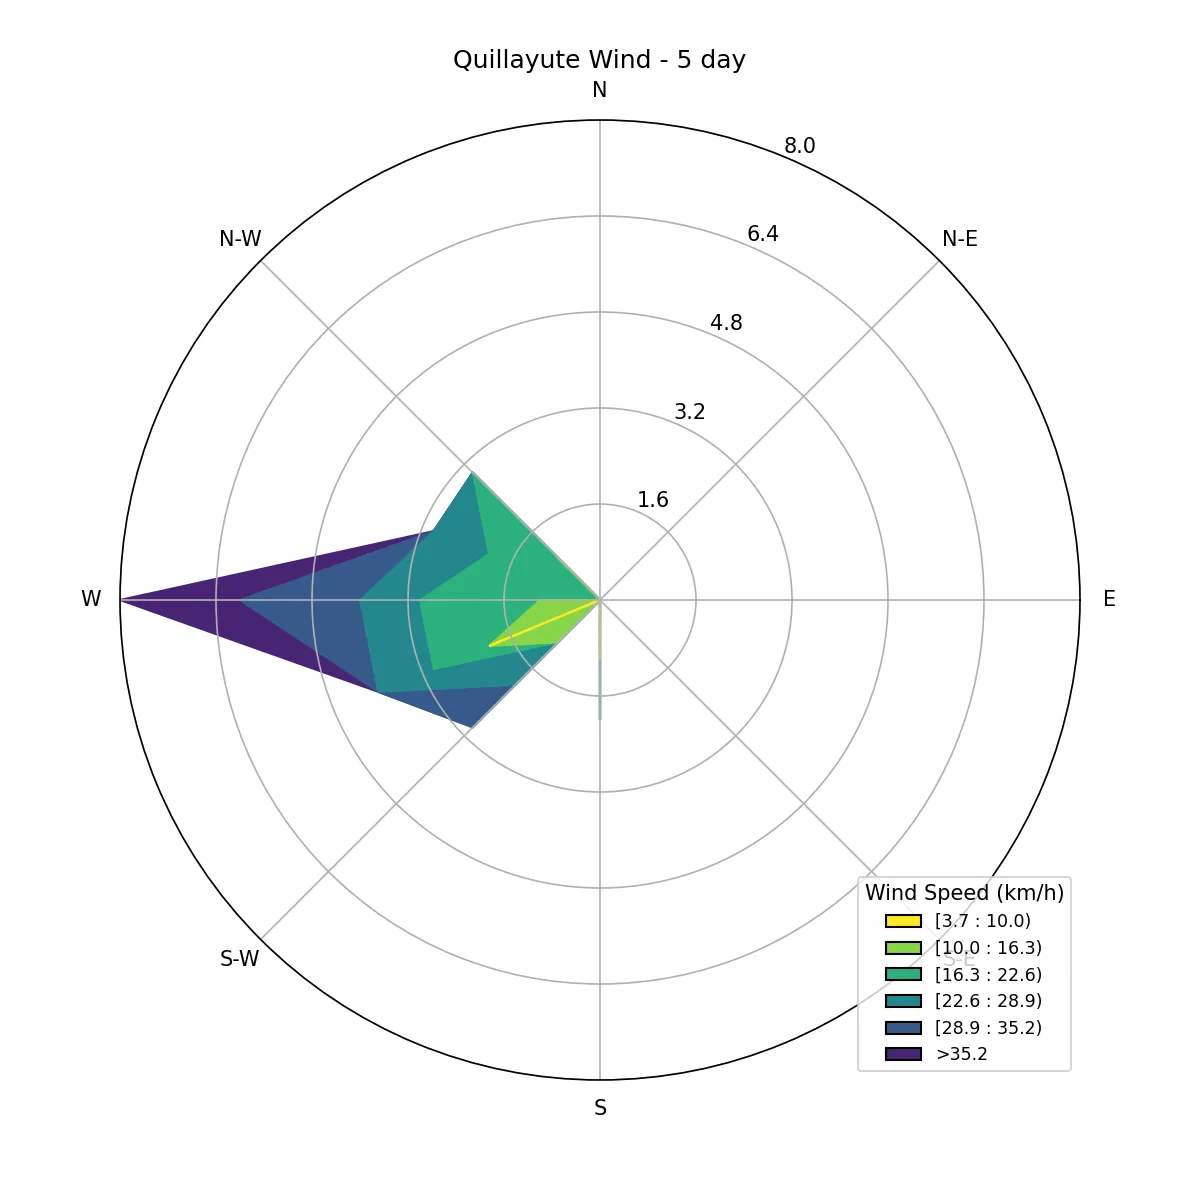 Quillayute Wind - 5 day
N
8.0
N-W
N-E
6.4
4.8
3.2
1.6
W
E
S-W
S-E
S
Wind Speed (km/h)
[3.7 : 10.0)
[10.0 : 16.3)
[16.3 : 22.6)
[22.6 : 28.9)
[28.9 : 35.2)
>35.2